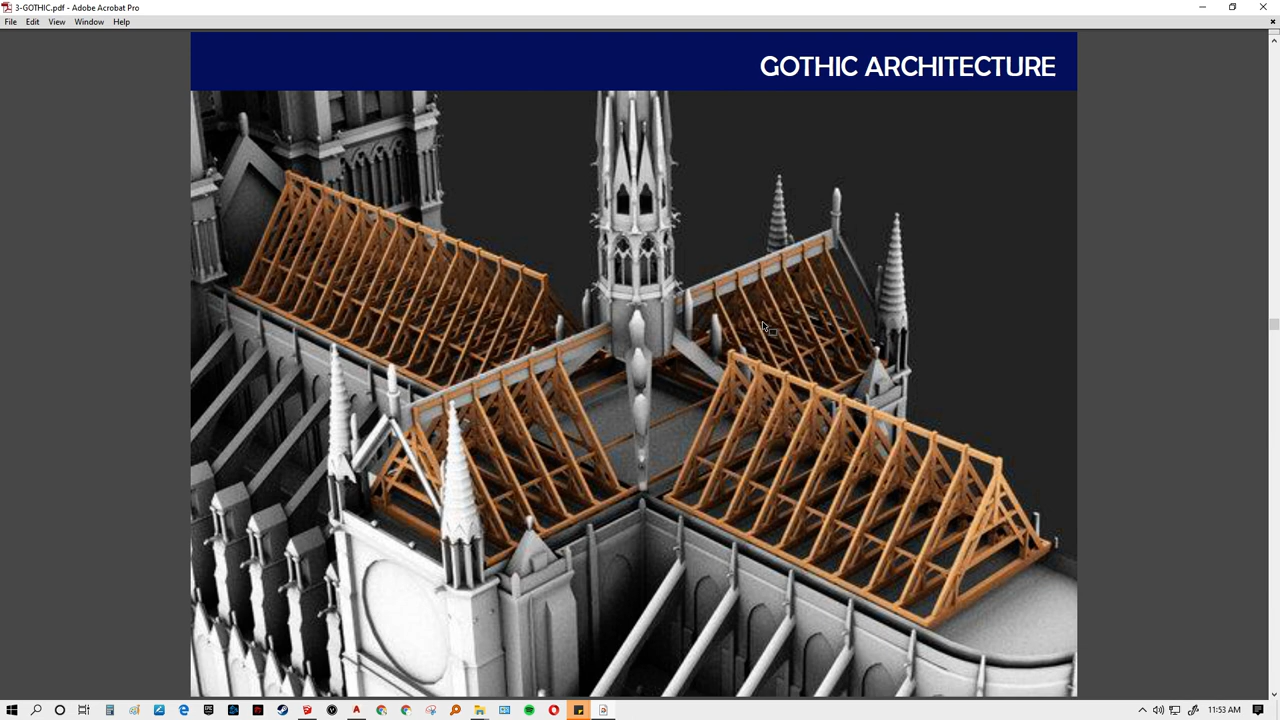 3-GOTHIC.pdf - Adobe Acrobat Pro
File Edit View Window Help
GOTHIC ARCHITECTURE
11:53 AM